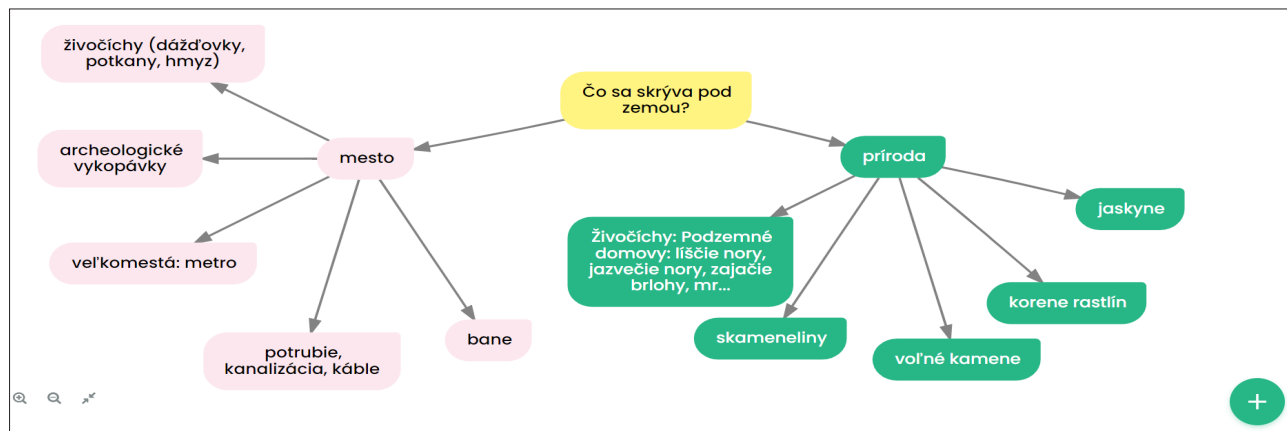 Čo sa skrýva pod
zemou?
mesto
živočíchy (dážďovky,
potkany, hmyz)
archeologické
vykopávky
veľkomestá: metro
potrubie,
kanalizácia, káble
bane
príroda
Živočíchy: Podzemné
domovy: líščie nory,
jazvečie nory, zajačie
brlohy, mr...
skameneliny
voľné kamene
korene rastlín
jaskyne